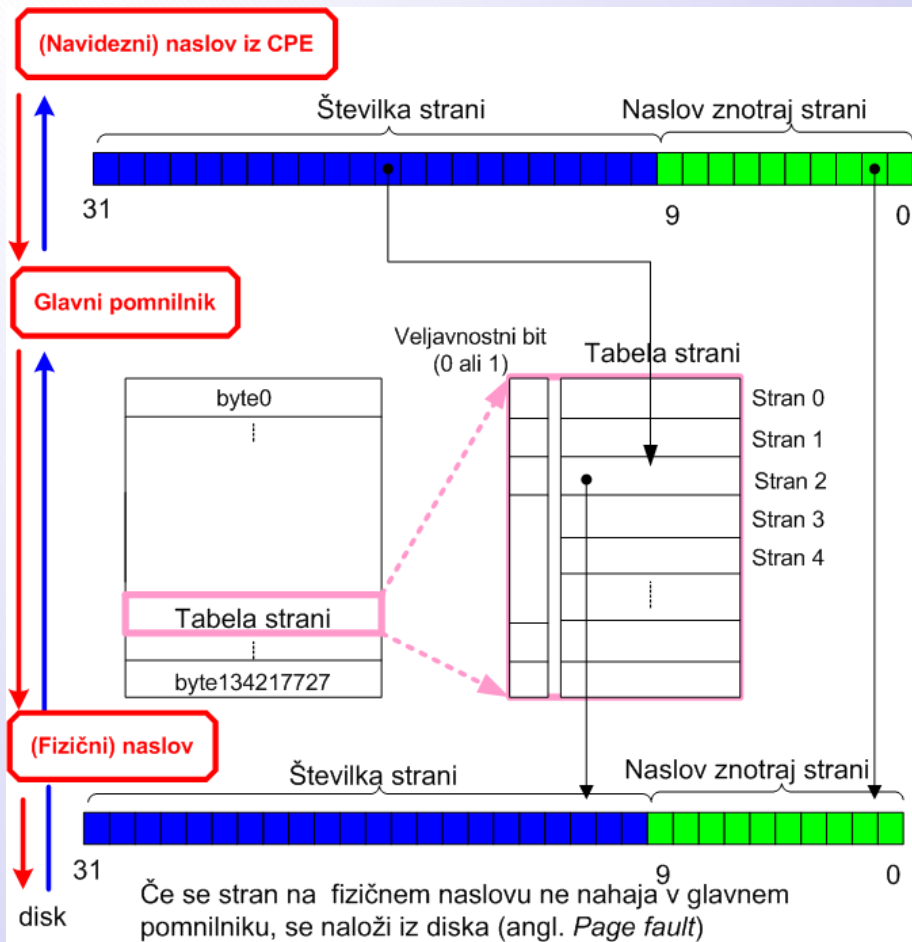 (Navidezni) naslov iz CPE
Številka strani
Naslov znotraj strani
31
9
0
Glavni pomnilnik
Veljavnostni bit
(0 ali 1)
Tabela strani
byte0
Stran 0
Stran 1
Stran 2
Stran 3
Stran 4
Tabela strani
byte134217727
(Fizični) naslov
Številka strani
Naslov znotraj strani
31
9
0
disk
Če se stran na fizičnem naslovu ne nahaja v glavnem
pomnilniku, se naloži iz diska (angl. Page fault)